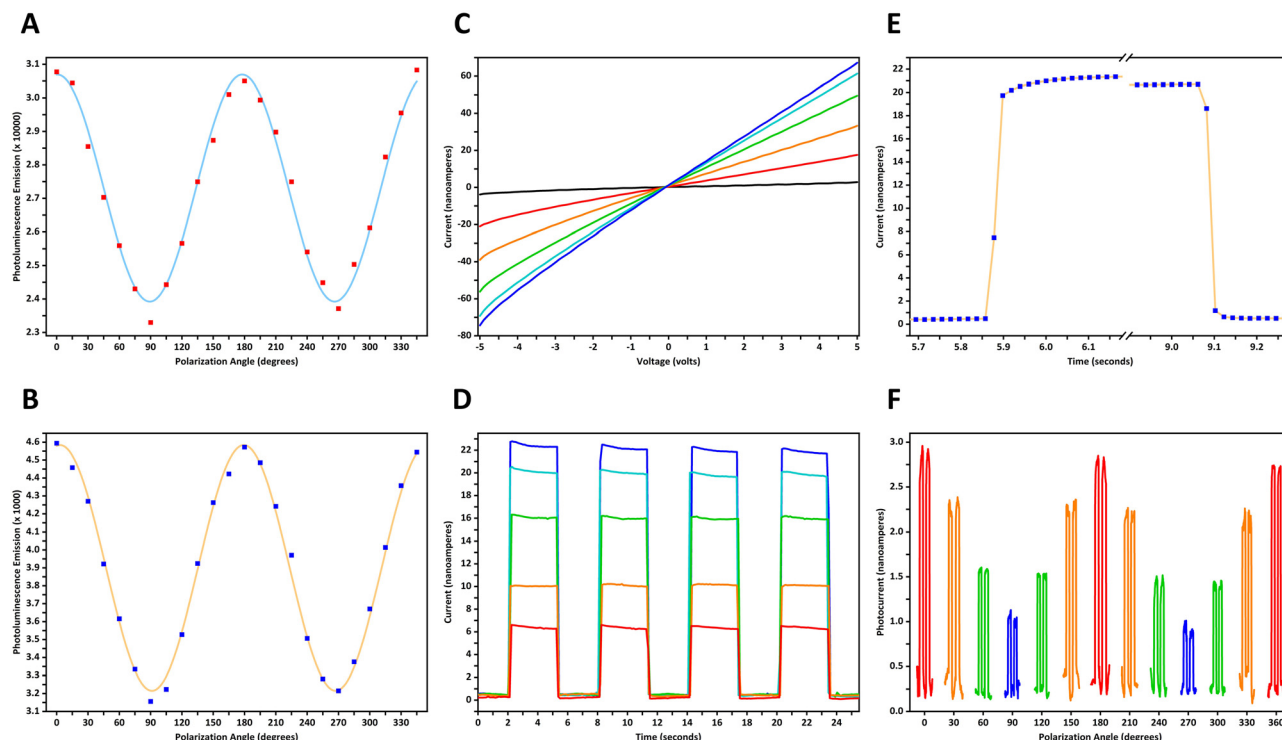 A
3.1
3.0
2.9
2.8
2.7
2.6
2.5
2.4
2.3
0 30 60 90 120 150 180 210 240 270 300 330
Photoluminescence Emission (x 10000)
Polarization Angle (degrees)
C
60
40
20
0
-20
-40
-60
-80
-5 -4 -3 -2 -1 0 1 2 3 4 5
Current (nanoamperes)
Voltage (volts)
E
22
20
18
16
14
12
10
8
6
4
2
0
5.7 5.8 5.9 6.0 6.1 9.0 9.1 9.2
Current (nanoamperes)
Time (seconds)
B
4.6
4.5
4.4
4.3
4.2
4.1
4.0
3.9
3.8
3.7
3.6
3.5
3.4
3.3
3.2
3.1
0 30 60 90 120 150 180 210 240 270 300 330
Photoluminescence Emission (x 1000)
Polarization Angle (degrees)
D
22
20
18
16
14
12
10
8
6
4
2
0
0 2 4 6 8 10 12 14 16 18 20 22 24
Current (nanoamperes)
Time (seconds)
F
3.0
2.5
2.0
1.5
1.0
0.5
0.0
0 30 60 90 120 150 180 210 240 270 300 330 360
Photocurrent (nanoamperes)
Polarization Angle (degrees)